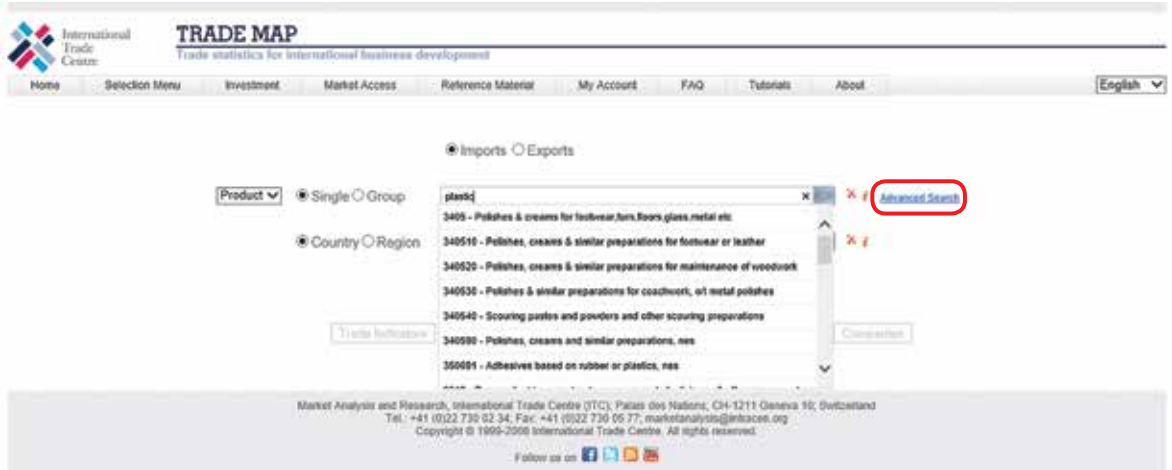 International
Trade
Centre
TRADE MAP
Trade statistics for international business development
Home Selection Menu Investment Market Access Reference Material My Account FAQ Tutorials About English
Imports Exports
Product Single Group plastic Advanced Search
3405 - Polishes & creams for footwear,furn,floors,glass,metal etc
Country Region
340510 - Polishes, creams & similar preparations for footwear or leather
340520 - Polishes, creams & similar preparations for maintenance of woodwork
340530 - Polishes & similar preparations for coachwork, o/t metal polishes
340540 - Scouring pastes and powders and other scouring preparations
Trade Indicators Companies
340590 - Polishes, creams and similar preparations, nes
350691 - Adhesives based on rubber or plastics, nes
Market Analysis and Research, International Trade Centre (ITC), Palais des Nations, CH-1211 Geneva 10, Switzerland
Tel.: +41 (0)22 730 02 34, Fax: +41 (0)22 730 05 77; marketanalysis@intracen.org
Copyright © 1999-2008 International Trade Centre. All rights reserved.
Follow us on